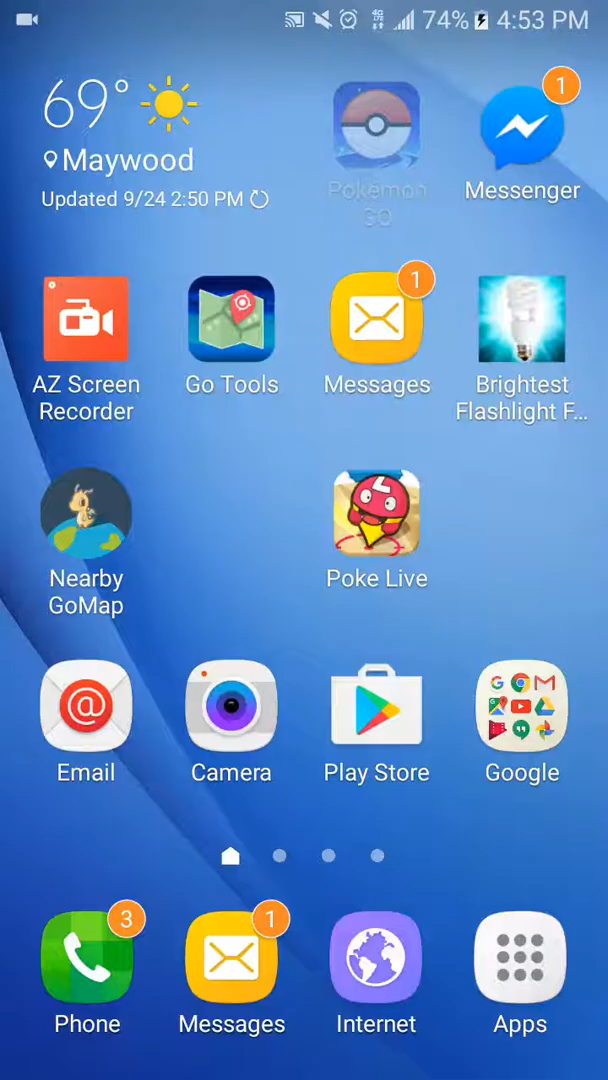 74% 4:53 PM
69°
Maywood
Updated 9/24 2:50 PM
Pokémon
GO
1
Messenger
AZ Screen
Recorder
Go Tools
1
Messages
Brightest
Flashlight F...
Nearby
GoMap
Poke Live
Email
Camera
Play Store
Google
3
Phone
1
Messages
Internet
Apps